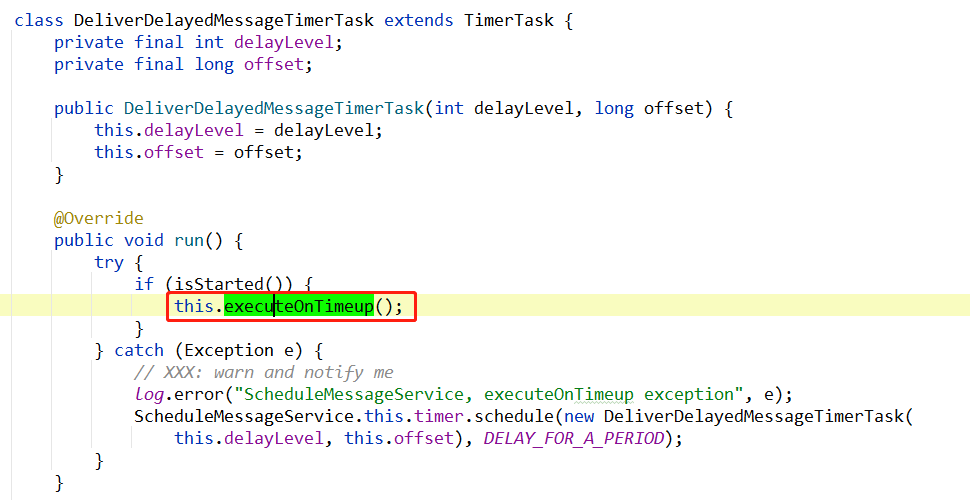 class DeliverDelayedMessageTimerTask extends TimerTask {
    private final int delayLevel;
    private final long offset;

    public DeliverDelayedMessageTimerTask(int delayLevel, long offset) {
        this.delayLevel = delayLevel;
        this.offset = offset;
    }

    @Override
    public void run() {
        try {
            if (isStarted()) {
                this.executeOnTimeup();
            }
        } catch (Exception e) {
            // XXX: warn and notify me
            log.error("ScheduleMessageService, executeOnTimeup exception", e);
            ScheduleMessageService.this.timer.schedule(new DeliverDelayedMessageTimerTask(
                this.delayLevel, this.offset), DELAY_FOR_A_PERIOD);
        }
    }